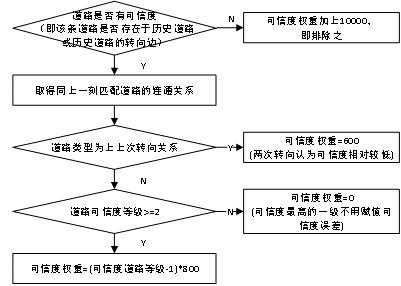 道路是否有可信度
（即该条道路是否存在于历史道路
或历史道路的转向边）
N
可信度权重加上10000、
即排除之
Y
取得同上一刻匹配道路的连通关系
道路类型为上上次转向关系
Y
可信度权重=600
(两次转向认为可信度相对较低)
N
道路可信度等级>=2
N
可信度权重=0
(可信度最高的一级不用赋值可
信度误差)
Y
可信度权重=(可信度道路等级-1)*800